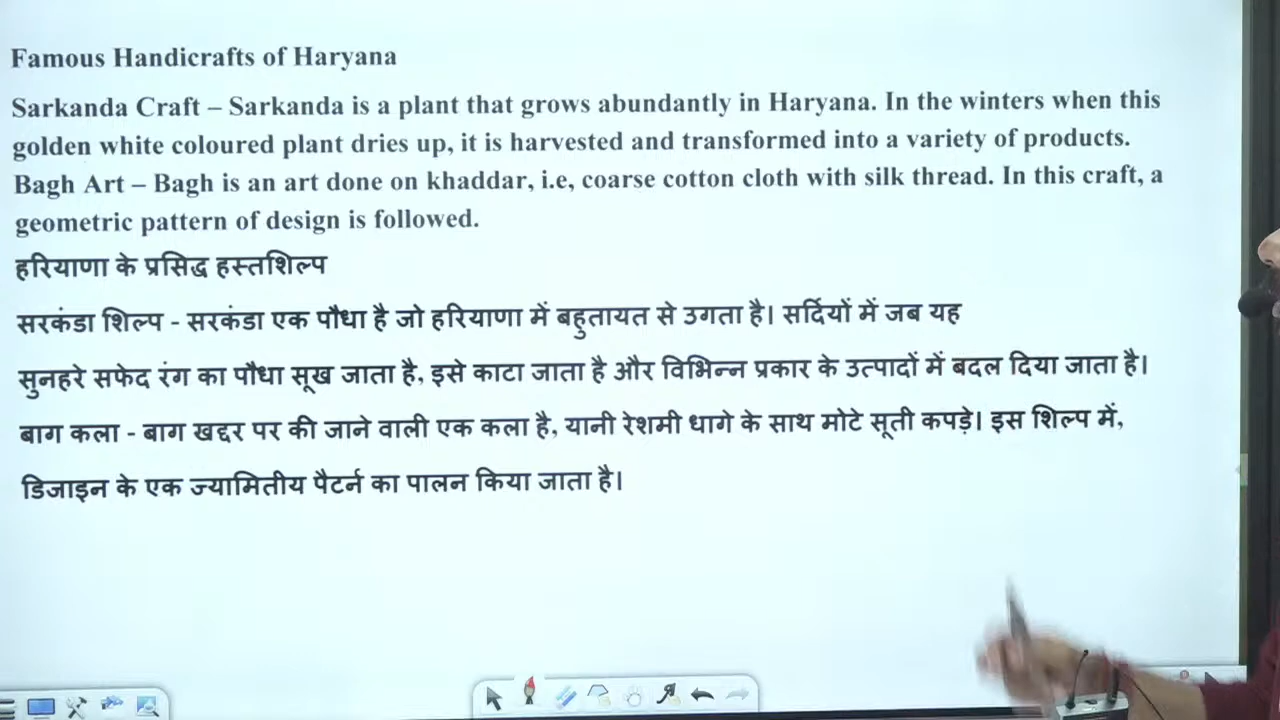 Famous Handicrafts of Haryana
Sarkanda Craft – Sarkanda is a plant that grows abundantly in Haryana. In the winters when this
golden white coloured plant dries up, it is harvested and transformed into a variety of products.
Bagh Art – Bagh is an art done on khaddar, i.e, coarse cotton cloth with silk thread. In this craft, a
geometric pattern of design is followed.
हरियाणा के प्रसिद्ध हस्तशिल्प
सरकंडा शिल्प - सरकंडा एक पौधा है जो हरियाणा में बहुतायत से उगता है। सर्दियों में जब यह
सुनहरे सफेद रंग का पौधा सूख जाता है, इसे काटा जाता है और विभिन्न प्रकार के उत्पादों में बदल दिया जाता है।
बाग कला - बाग खद्दर पर की जाने वाली एक कला है, यानी रेशमी धागे के साथ मोटे सूती कपड़े। इस शिल्प में,
डिजाइन के एक ज्यामितीय पैटर्न का पालन किया जाता है।